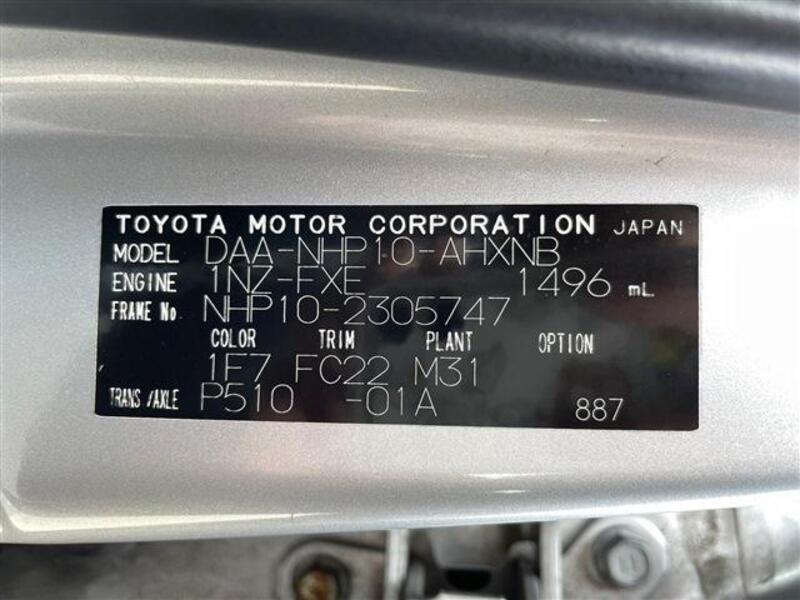 TOYOTA MOTOR CORPORATION JAPAN
MODEL DAA-NHP10-AHXNB
ENGINE 1NZ-FXE 1496 mL
FRAME No. NHP10-2305747
COLOR TRIM PLANT OPTION
1F7 FC22 M31
TRANS/AXLE P510 -01A 887